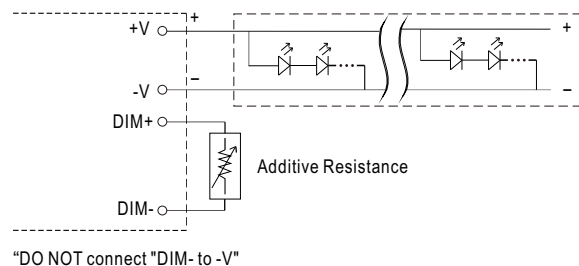 +
+V
+
-V
−
−
DIM+
Additive Resistance
DIM-
“DO NOT connect "DIM- to -V"